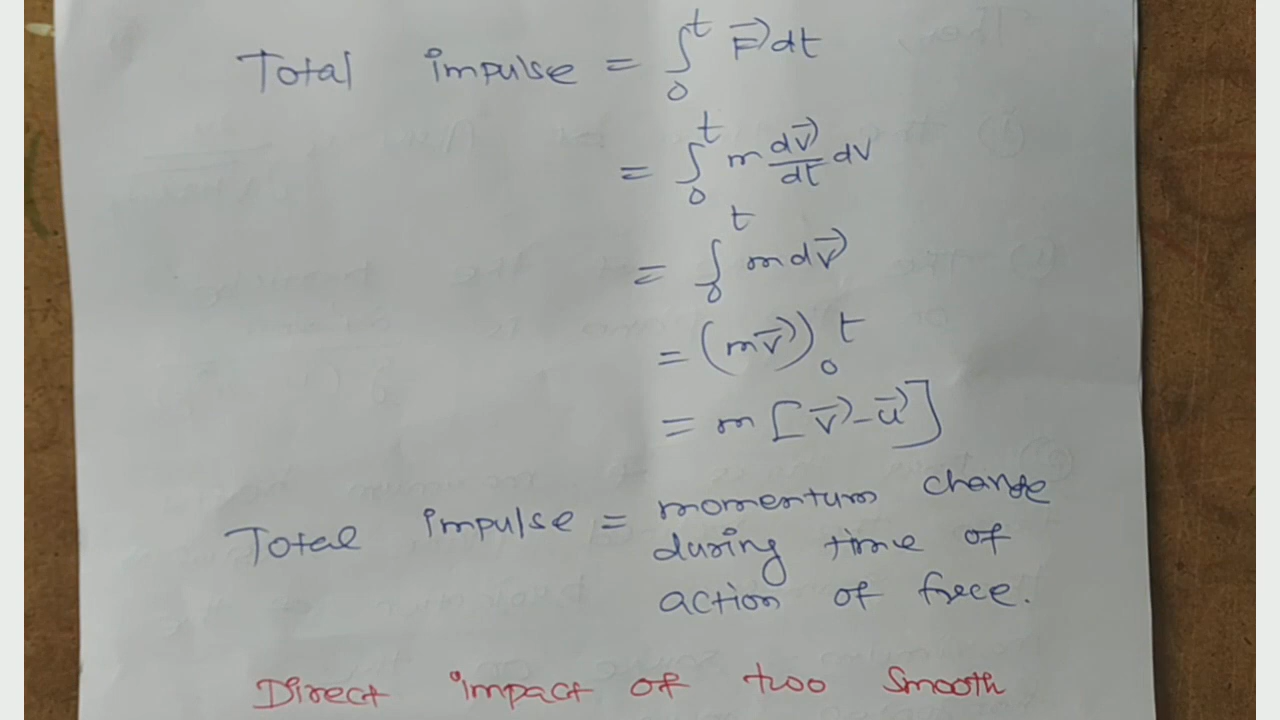 Total impulse = ∫₀ᵗ F⃗ dt
= ∫₀ᵗ m dv⃗/dt dv
= ∫₀ᵗ m dv⃗
= (mv⃗)₀ᵗ
= m [v⃗ - u⃗]
Total impulse = momentum change
during time of
action of force.
Direct impact of two smooth